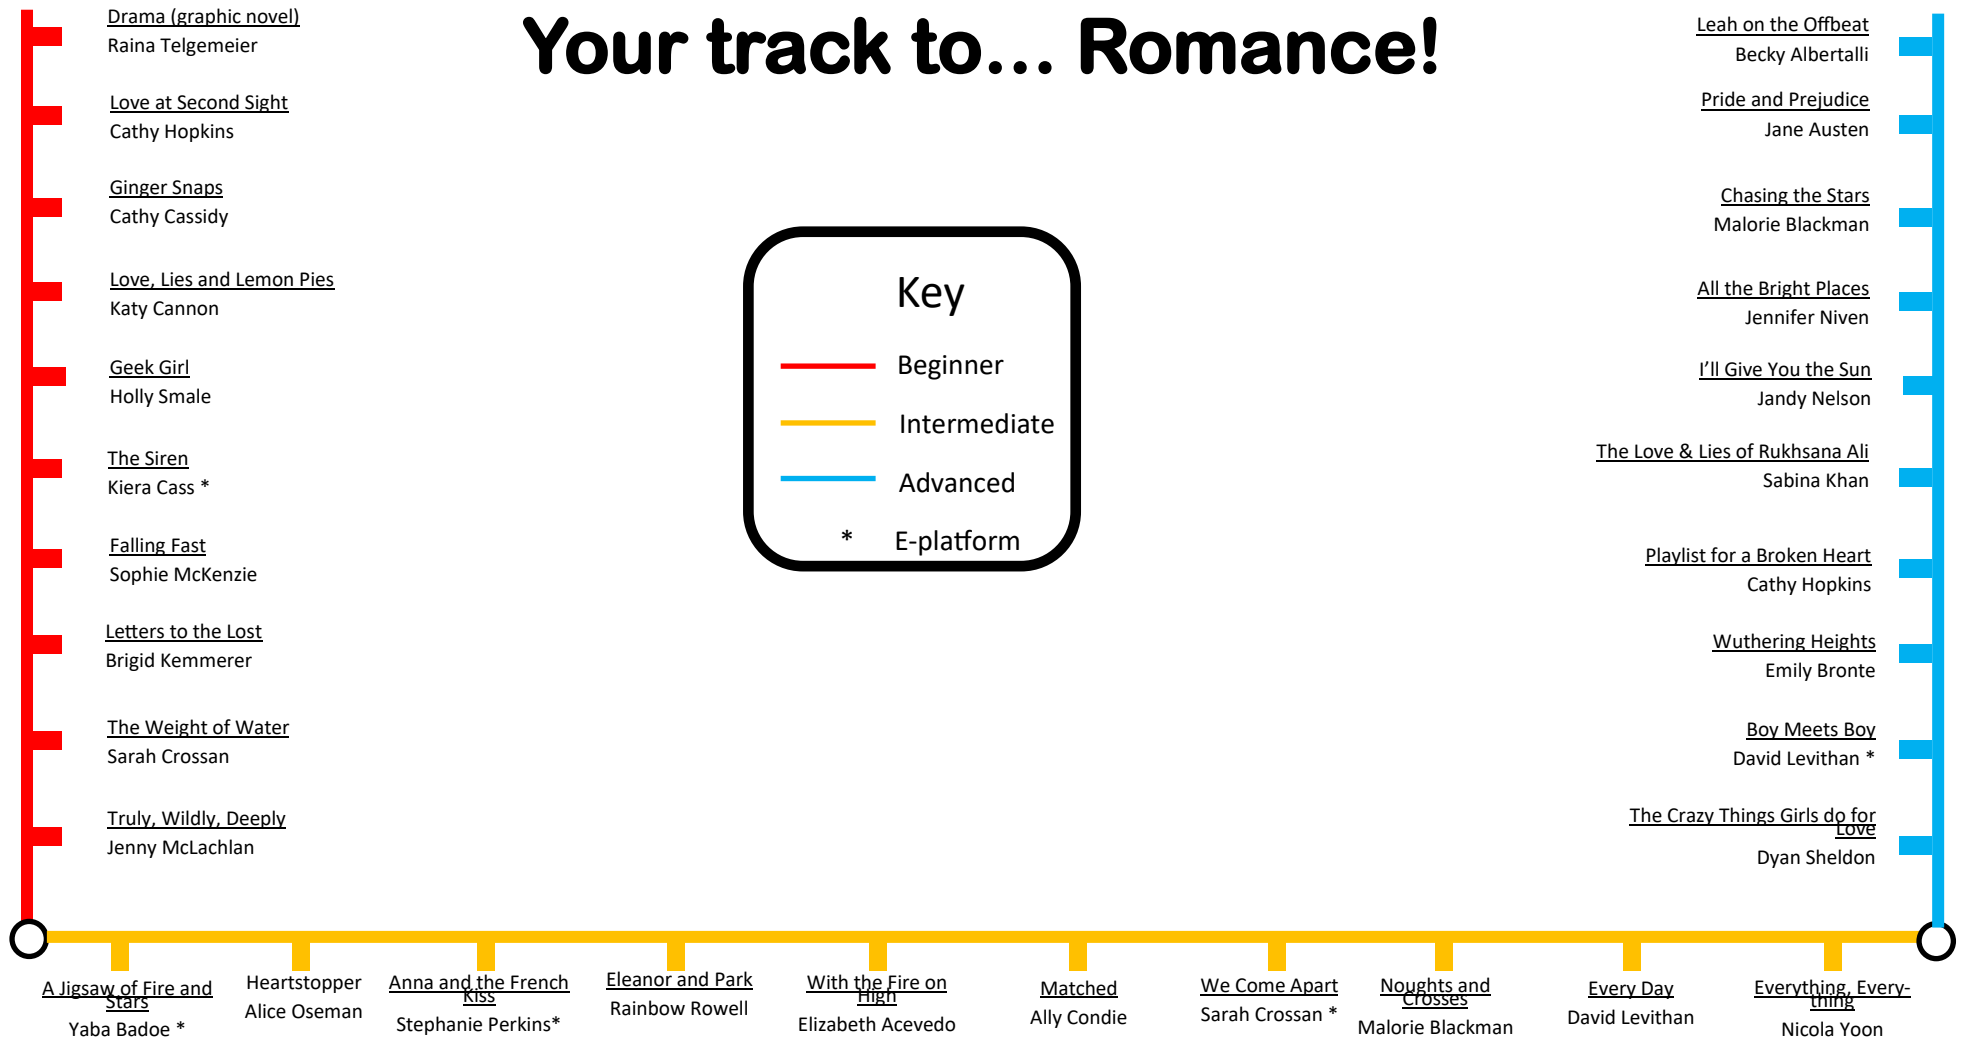 Your track to... Romance!
Drama (graphic novel)
Raina Telgemeier
Love at Second Sight
Cathy Hopkins
Ginger Snaps
Cathy Cassidy
Love, Lies and Lemon Pies
Katy Cannon
Geek Girl
Holly Smale
The Siren
Kiera Cass *
Falling Fast
Sophie McKenzie
Letters to the Lost
Brigid Kemmerer
The Weight of Water
Sarah Crossan
Truly, Wildly, Deeply
Jenny McLachlan
Key
Beginner
Intermediate
Advanced
* E-platform
Leah on the Offbeat
Becky Albertalli
Pride and Prejudice
Jane Austen
Chasing the Stars
Malorie Blackman
All the Bright Places
Jennifer Niven
I’ll Give You the Sun
Jandy Nelson
The Love & Lies of Rukhsana Ali
Sabina Khan
Playlist for a Broken Heart
Cathy Hopkins
Wuthering Heights
Emily Bronte
Boy Meets Boy
David Levithan *
The Crazy Things Girls do for
Love
Dyan Sheldon
A Jigsaw of Fire and
Stars
Yaba Badoe *
Heartstopper
Alice Oseman
Anna and the French
Kiss
Stephanie Perkins*
Eleanor and Park
Rainbow Rowell
With the Fire on
High
Elizabeth Acevedo
Matched
Ally Condie
We Come Apart
Sarah Crossan *
Noughts and
Crosses
Malorie Blackman
Every Day
David Levithan
Everything, Every-
thing
Nicola Yoon